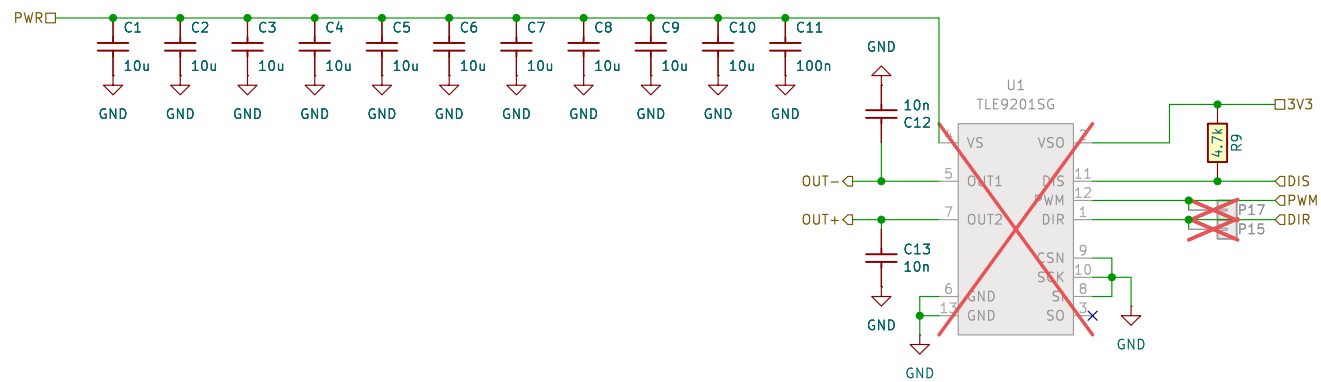 PWR
C1 C2 C3 C4 C5 C6 C7 C8 C9 C10 C11
10u 10u 10u 10u 10u 10u 10u 10u 10u 10u 100n
GND GND GND GND GND GND GND GND GND GND GND
GND
10n
C12
U1
TLE9201SG
3V3
4.7k
R9
4 VS VSO 2
OUT- 5 OUT1 DIS 11 DIS
PWM 12 PWM
P17
OUT+ 7 OUT2 DIR 1 DIR
P15
C13
10n
GND
CSN 9
SCK 10
6 GND SI 8
13 GND SO 3
GND
GND